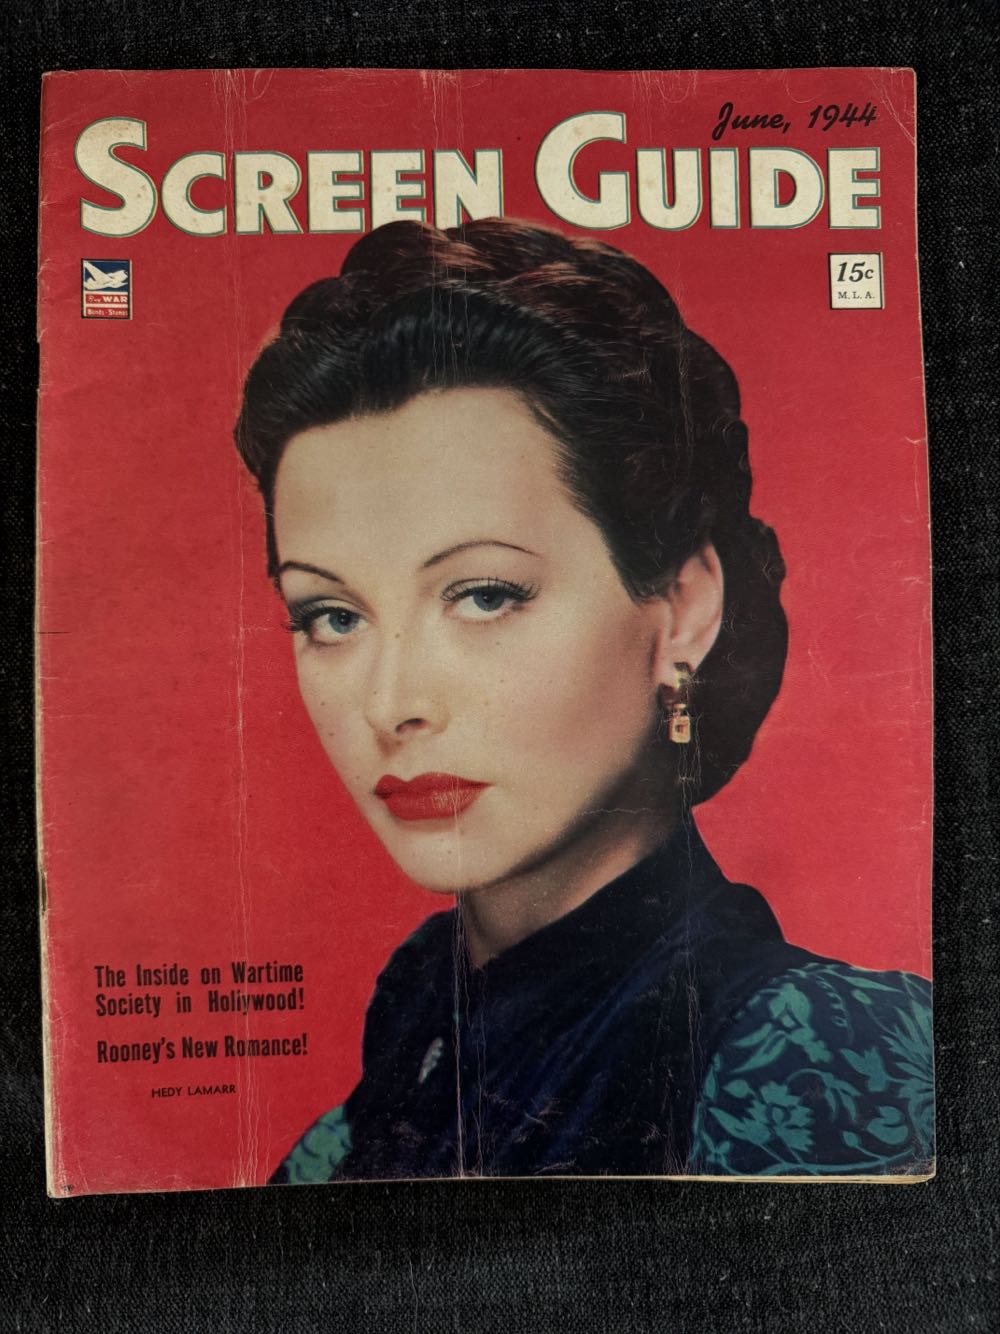 June, 1944
SCREEN GUIDE
Buy WAR
Bonds · Stamps
15c
M. L. A.
The Inside on Wartime
Society in Hollywood!
Rooney's New Romance!
HEDY LAMARR